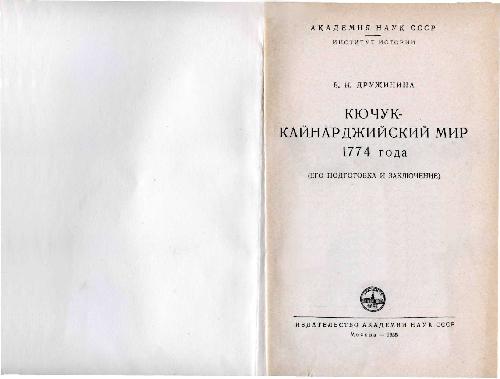 АКАДЕМИЯ НАУК СССР
ИНСТИТУТ ИСТОРИИ
Е. И. ДРУЖИНИНА
КЮЧУК-
КАЙНАРДЖИЙСКИЙ МИР
1774 года
(ЕГО ПОДГОТОВКА И ЗАКЛЮЧЕНИЕ)
ИЗДАТЕЛЬСТВО АКАДЕМИИ НАУК СССР
Москва — 1955